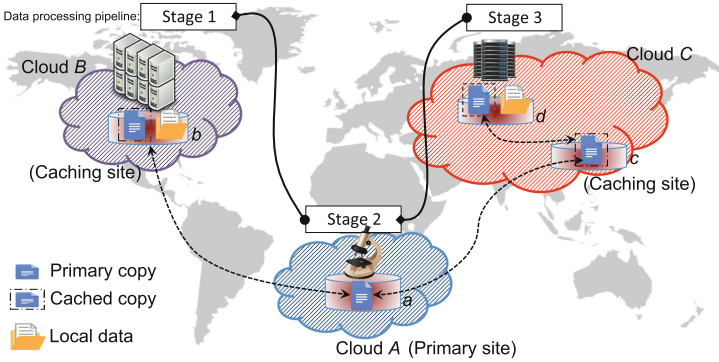 Data processing pipeline:
Stage 1
Stage 3
Cloud B
Cloud C
b
d
(Caching site)
c
(Caching site)
Stage 2
Primary copy
Cached copy
Local data
a
Cloud A (Primary site)